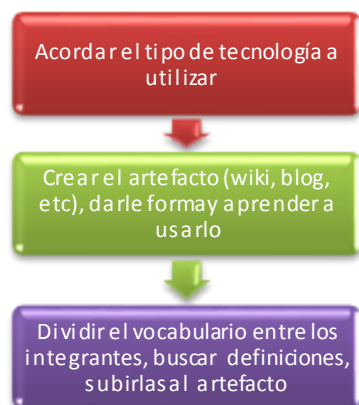 Acordar el tipo de tecnología a
utilizar
Crear el artefacto (wiki, blog,
etc), darle forma y aprender a
usarlo
Dividir el vocabulario entre los
integrantes, buscar definiciones,
subirlas al artefacto